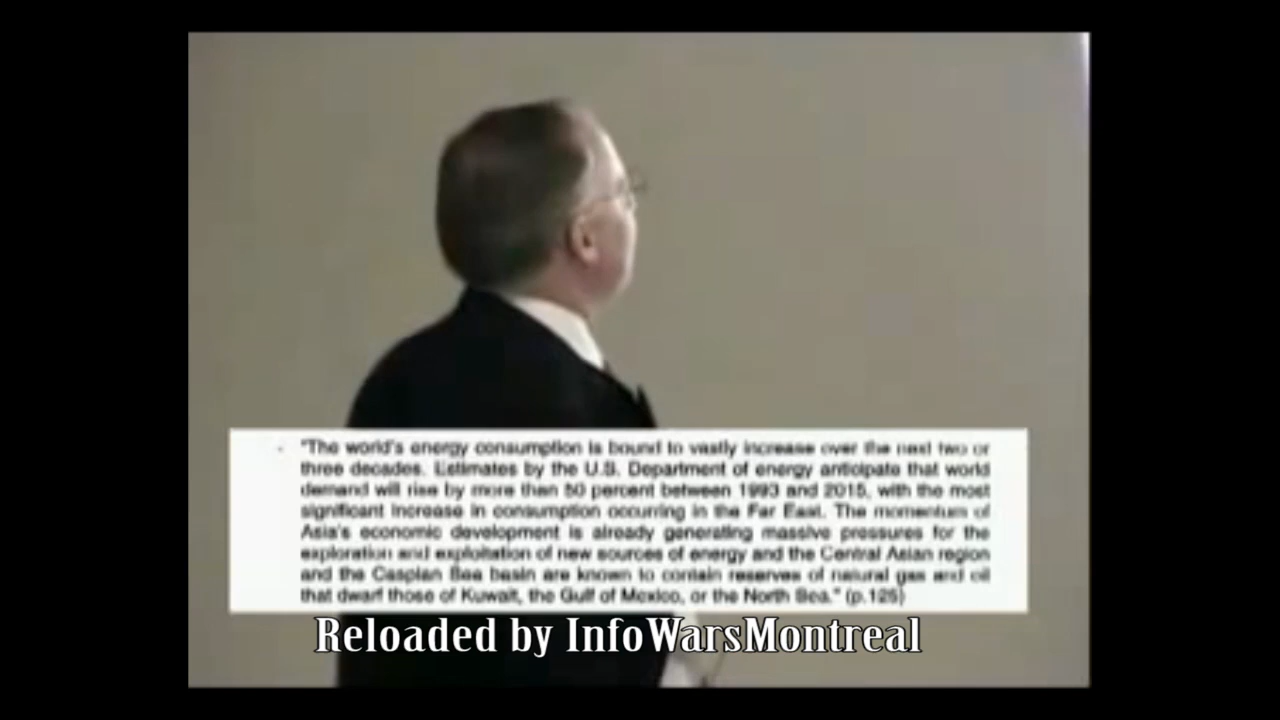 - "The world's energy consumption is bound to vastly increase over the next two or
three decades. Estimates by the U.S. Department of energy anticipate that world
demand will rise by more than 50 percent between 1993 and 2015, with the most
significant increase in consumption occurring in the Far East. The momentum of
Asia's economic development is already generating massive pressures for the
exploration and exploitation of new sources of energy and the Central Asian region
and the Caspian Sea basin are known to contain reserves of natural gas and oil
that dwarf those of Kuwait, the Gulf of Mexico, or the North Sea." (p.125)
Reloaded by InfoWarsMontreal